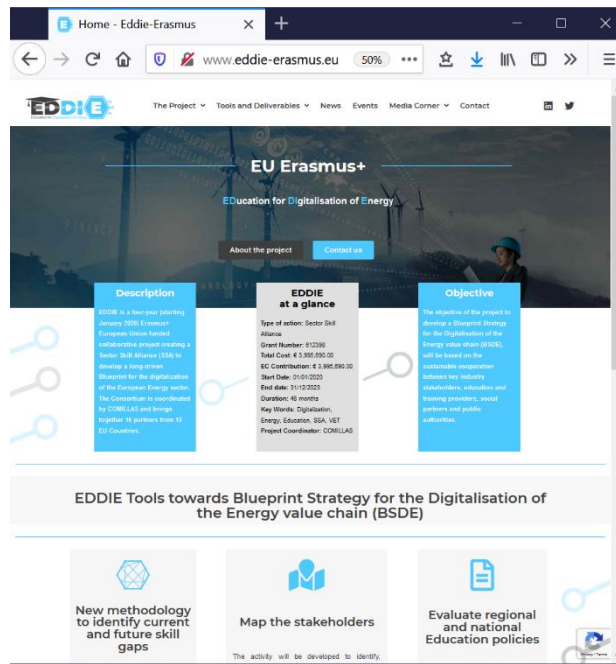 Home - Eddie-Erasmus
www.eddie-erasmus.eu 50%
EDDIE
The Project Tools and Deliverables News Events Media Corner Contact
EU Erasmus+
EDucation for DIgitalisation of Energy
About the project Contact us
Description
EDDIE is a four-year (starting
January 2020) Erasmus+
European Union-funded
collaborative project creating a
Sector Skill Alliance (SSA) to
develop a long-driven
Blueprint for the digitalization
of the European Energy sector.
The Consortium is coordinated
by COMILLAS and brings
together 16 partners from 10
EU Countries.
EDDIE
at a glance
Type of action: Sector Skill
Alliance
Grant Number: 612398
Total Cost: € 3.995.690.00
EC Contribution: € 3.995.690.00
Start Date: 01/01/2020
End date: 31/12/2023
Duration: 48 months
Key Words: Digitalization,
Energy, Education, SSA, VET
Project Coordinator: COMILLAS
Objective
The objective of the project to
develop a Blueprint Strategy
for the Digitalisation of the
Energy value chain (BSDE),
will be based on the
sustainable cooperation
between key industry
stakeholders, education and
training providers, social
partners and public
authorities.
EDDIE Tools towards Blueprint Strategy for the Digitalisation of
the Energy value chain (BSDE)
New methodology
to identify current
and future skill
gaps
Map the stakeholders
The activity will be developed to identify,
Evaluate regional
and national
Education policies
Privacy - Terms